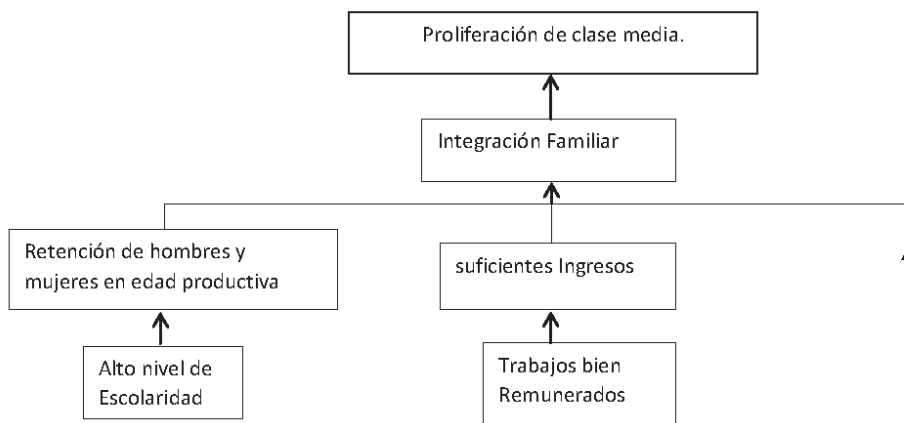 Proliferación de clase media.
Integración Familiar
Retención de hombres y
mujeres en edad productiva
suficientes Ingresos
Alto nivel de
Escolaridad
Trabajos bien
Remunerados